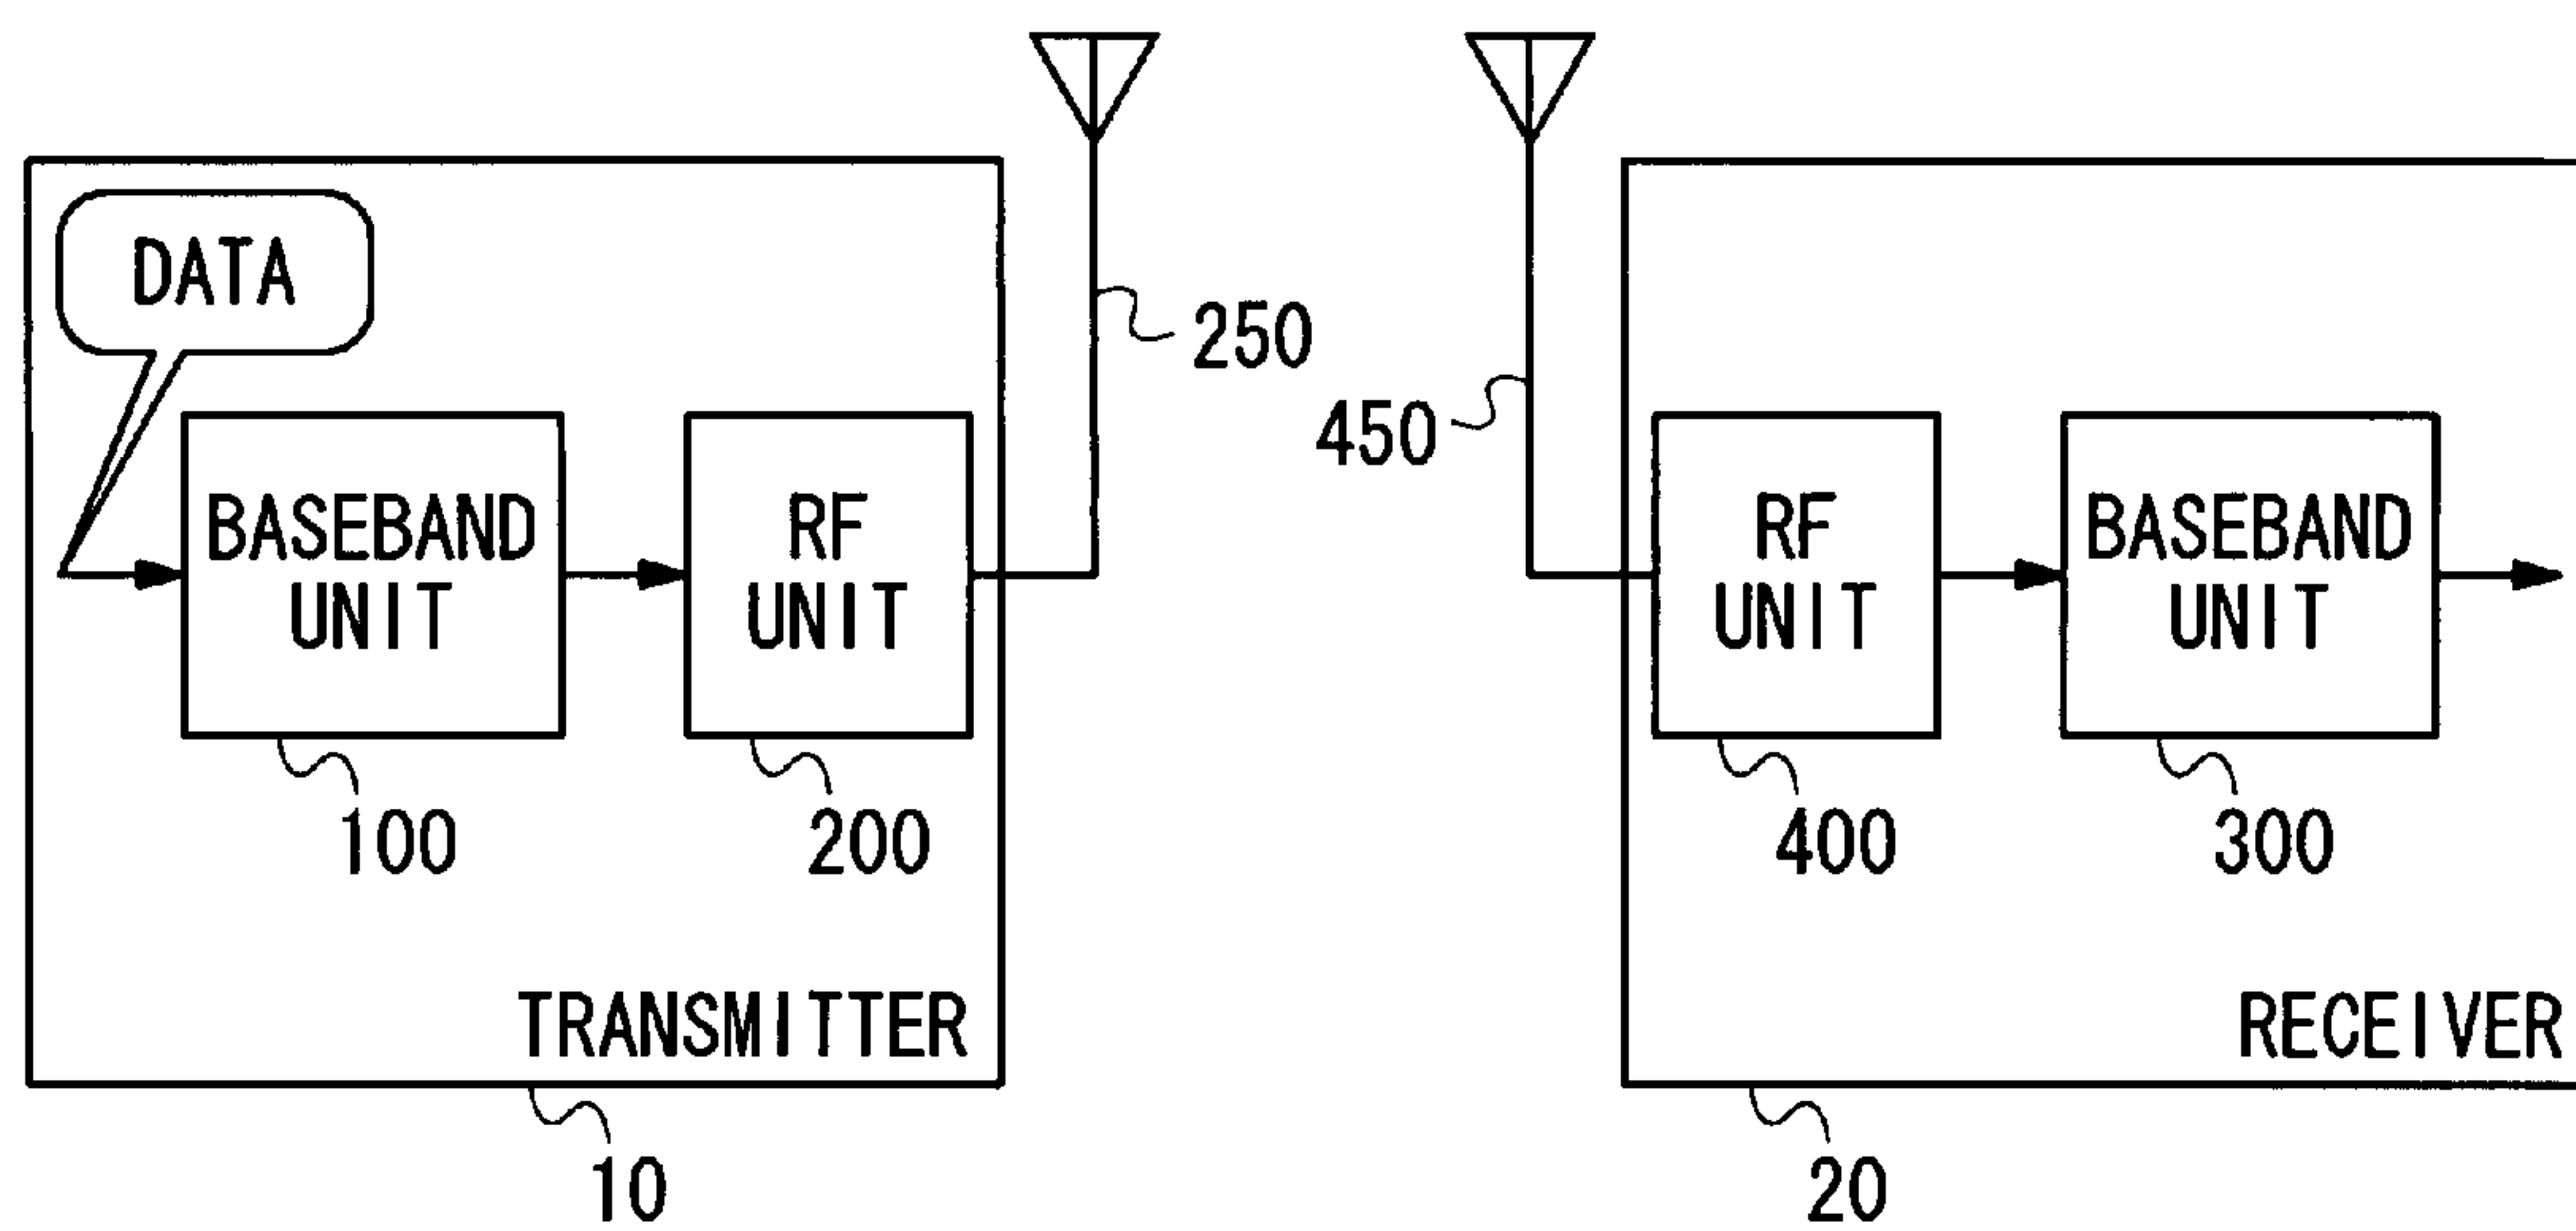 DATA
250
450
BASEBAND
UNIT
RF
UNIT
RF
UNIT
BASEBAND
UNIT
100
200
400
300
TRANSMITTER
RECEIVER
10
20